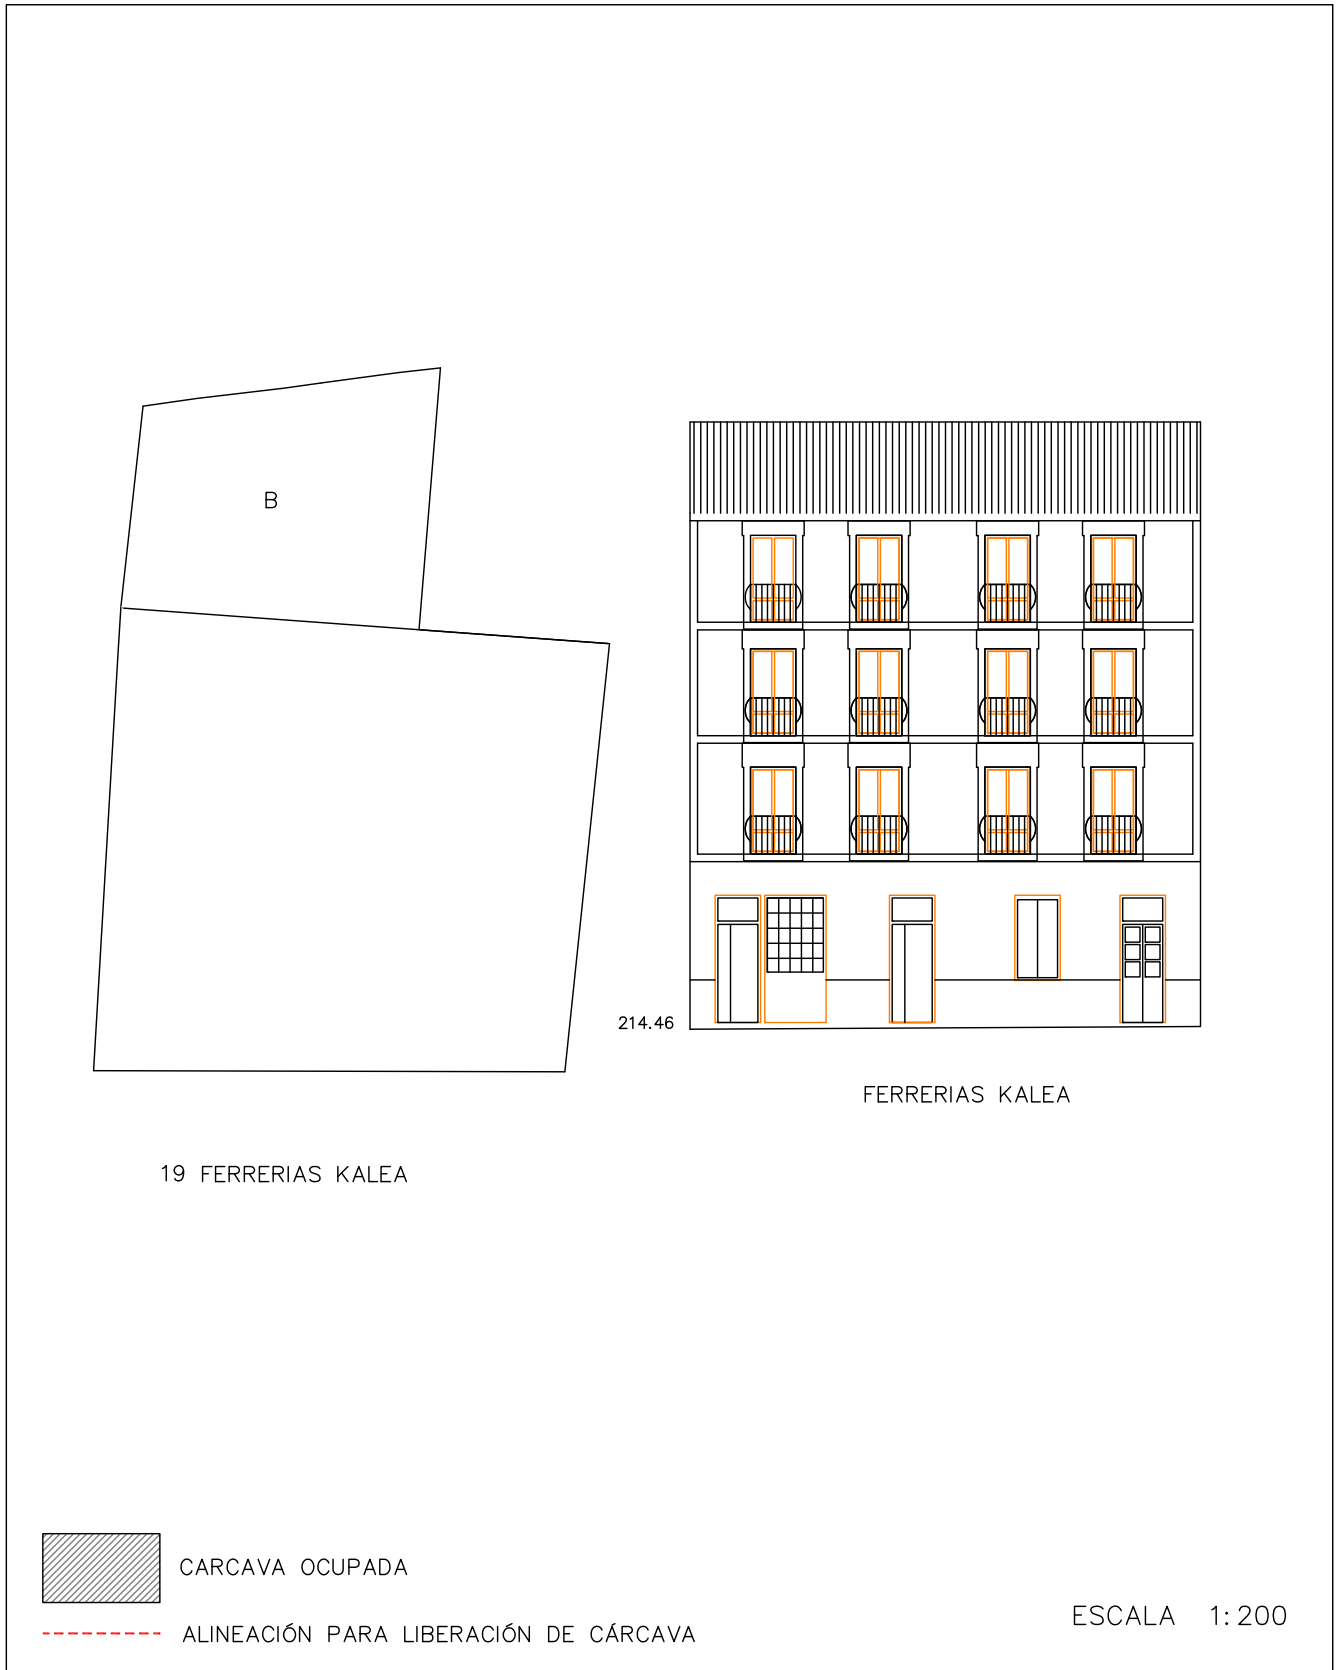 B
214.46
FERRERIAS KALEA
19 FERRERIAS KALEA
CARCAVA OCUPADA
ALINEACIÓN PARA LIBERACIÓN DE CÁRCAVA
ESCALA 1:200